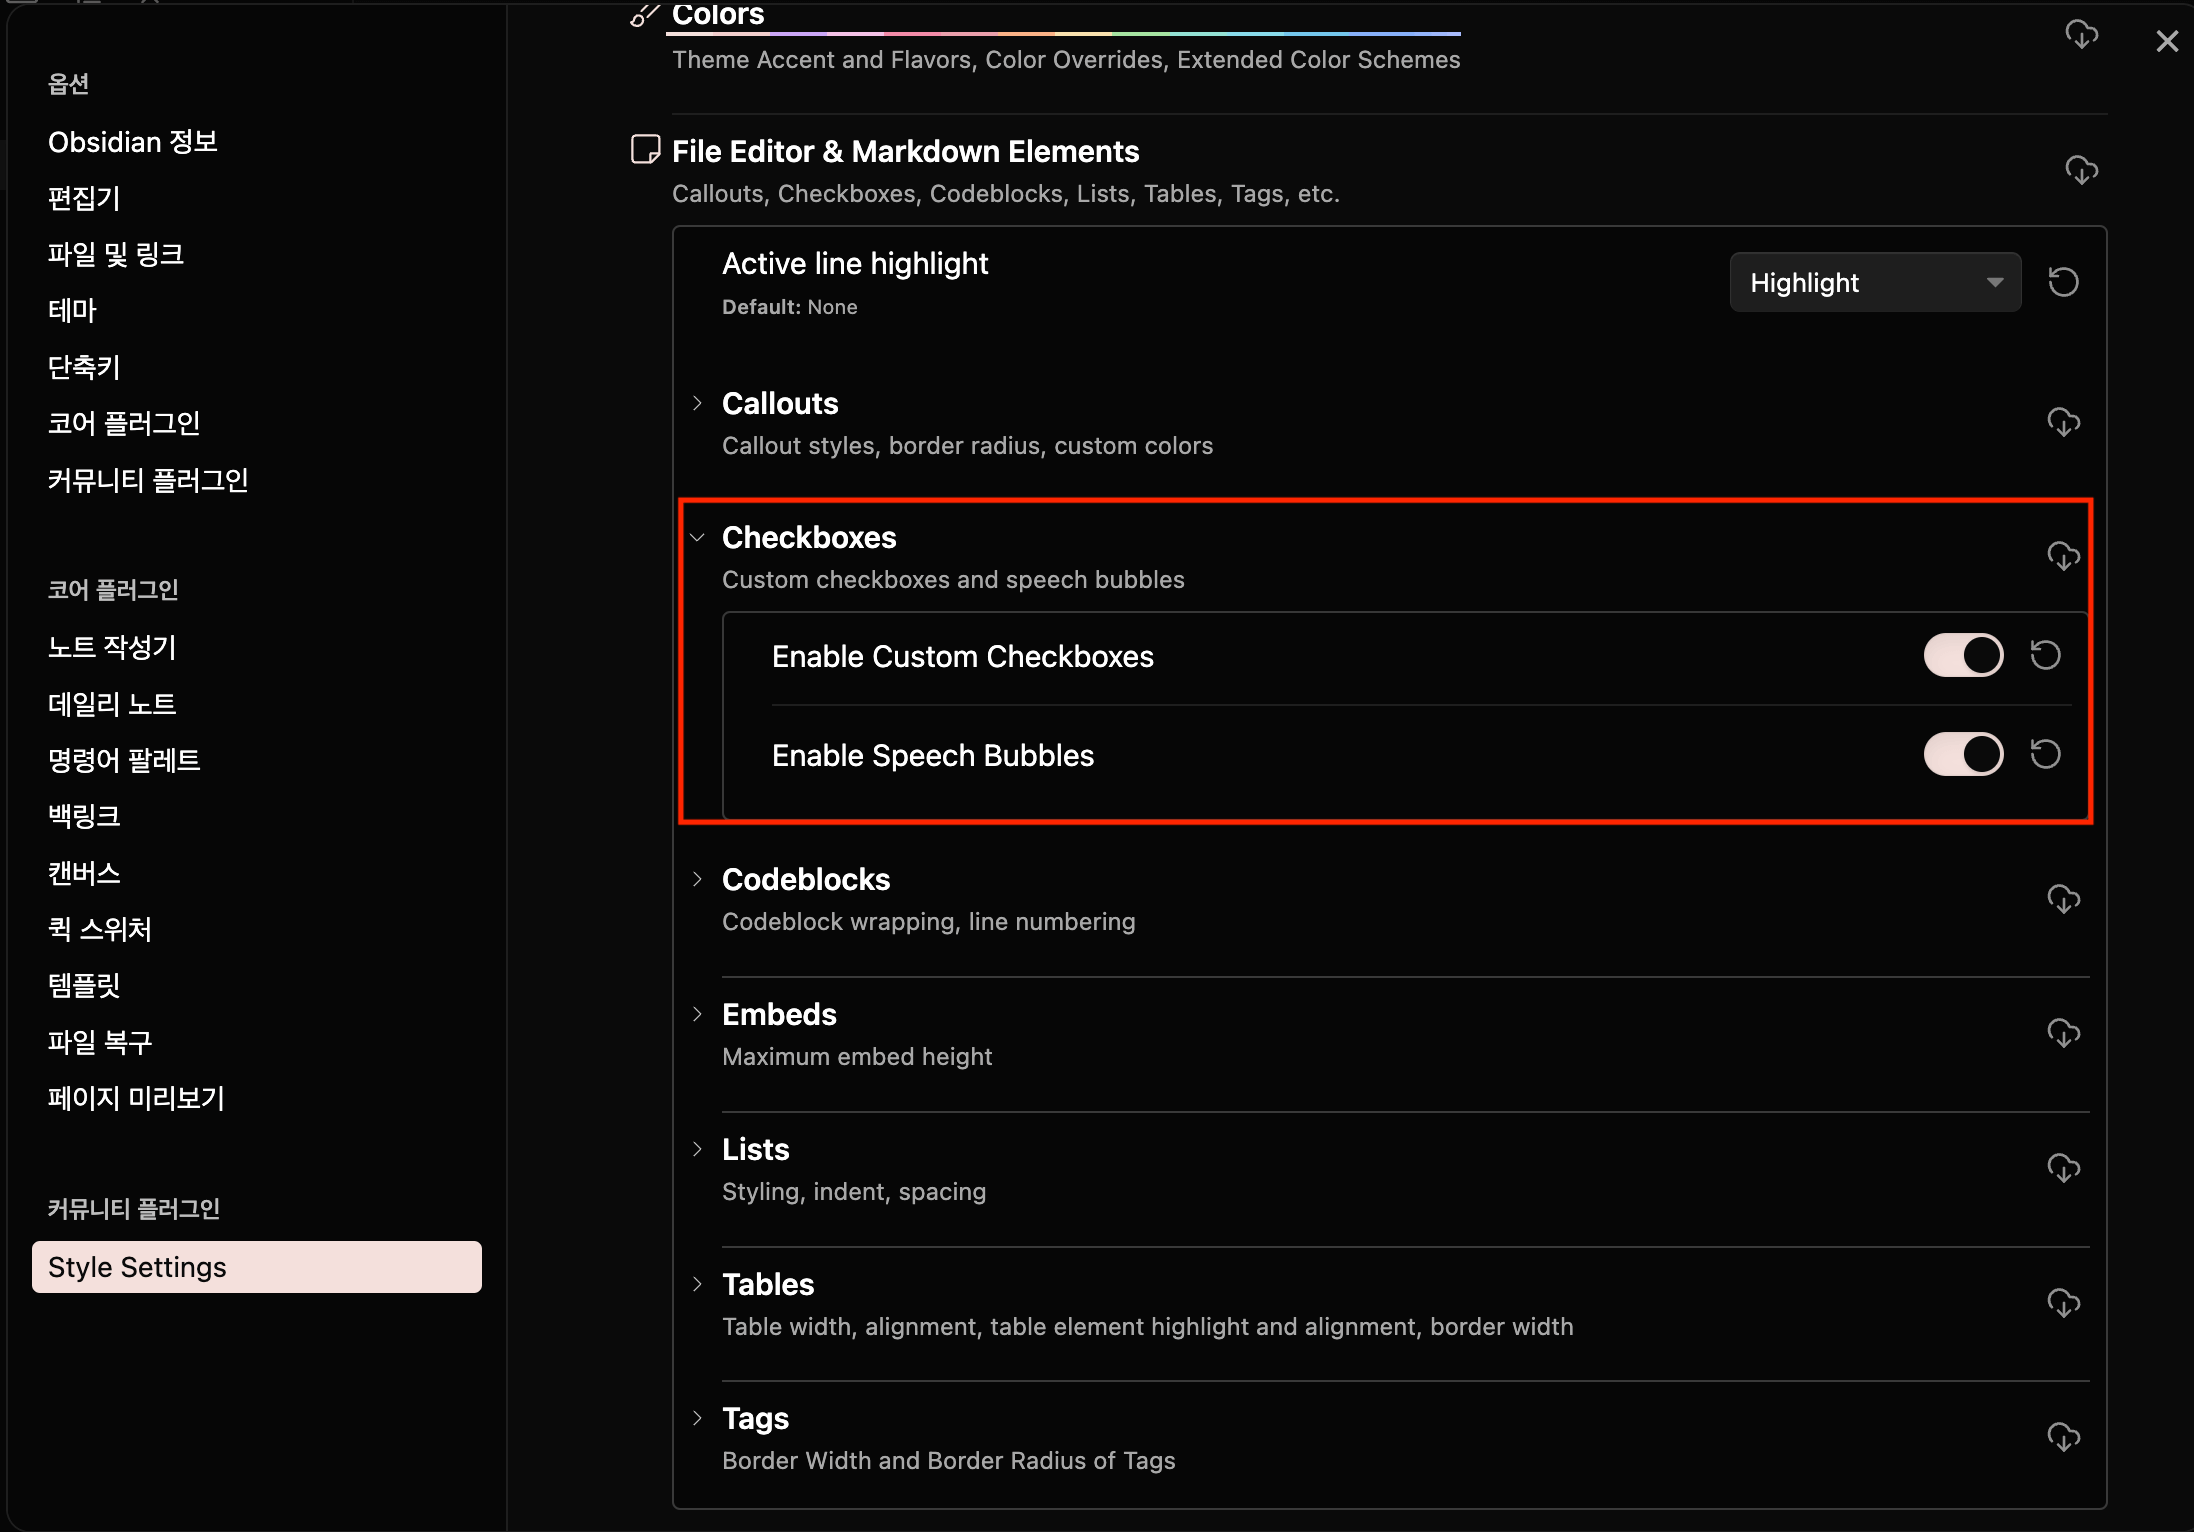 옵션
Obsidian 정보
편집기
파일 및 링크
테마
단축키
코어 플러그인
커뮤니티 플러그인
코어 플러그인
노트 작성기
데일리 노트
명령어 팔레트
백링크
캔버스
퀵 스위처
템플릿
파일 복구
페이지 미리보기
커뮤니티 플러그인
Style Settings
Colors
Theme Accent and Flavors, Color Overrides, Extended Color Schemes
File Editor & Markdown Elements
Callouts, Checkboxes, Codeblocks, Lists, Tables, Tags, etc.
Active line highlight
Default: None
Highlight
Callouts
Callout styles, border radius, custom colors
Checkboxes
Custom checkboxes and speech bubbles
Enable Custom Checkboxes
Enable Speech Bubbles
Codeblocks
Codeblock wrapping, line numbering
Embeds
Maximum embed height
Lists
Styling, indent, spacing
Tables
Table width, alignment, table element highlight and alignment, border width
Tags
Border Width and Border Radius of Tags